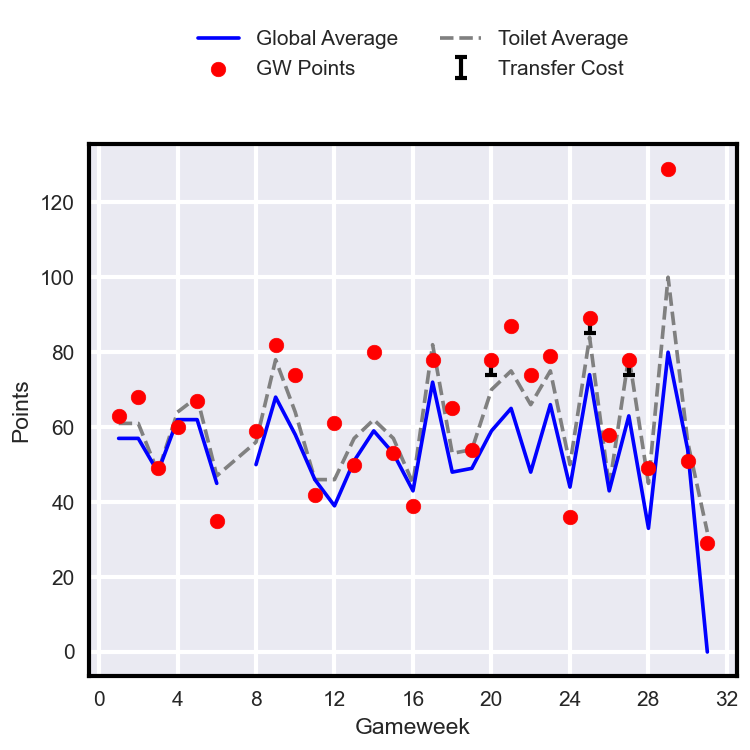 Global Average
Toilet Average
GW Points
Transfer Cost
120
100
80
60
40
20
0
Points
0 4 8 12 16 20 24 28 32
Gameweek